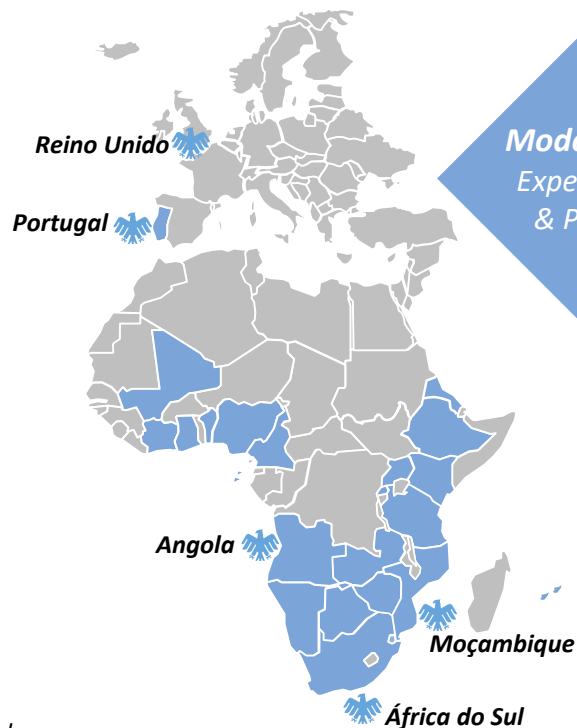 Reino Unido
Portugal
& P
Angola
Moçambique
África do Sul